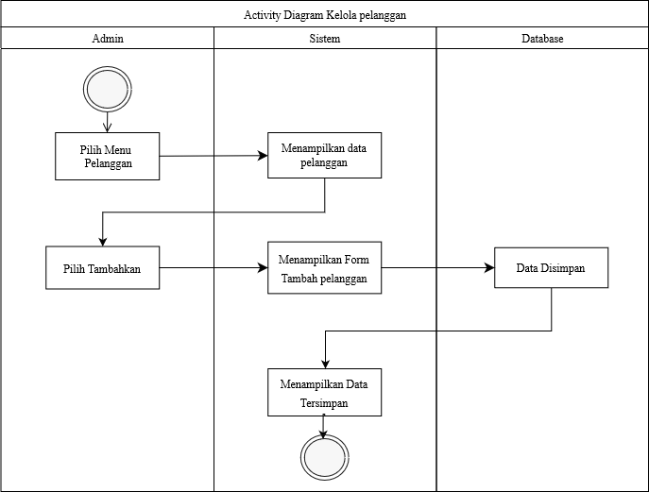 Activity Diagram Kelola pelanggan
Admin
Sistem
Database
Pilih Menu
Pelanggan
Menampilkan data
pelanggan
Pilih Tambahkan
Menampilkan Form
Tambah pelanggan
Data Disimpan
Menampilkan Data
Tersimpan